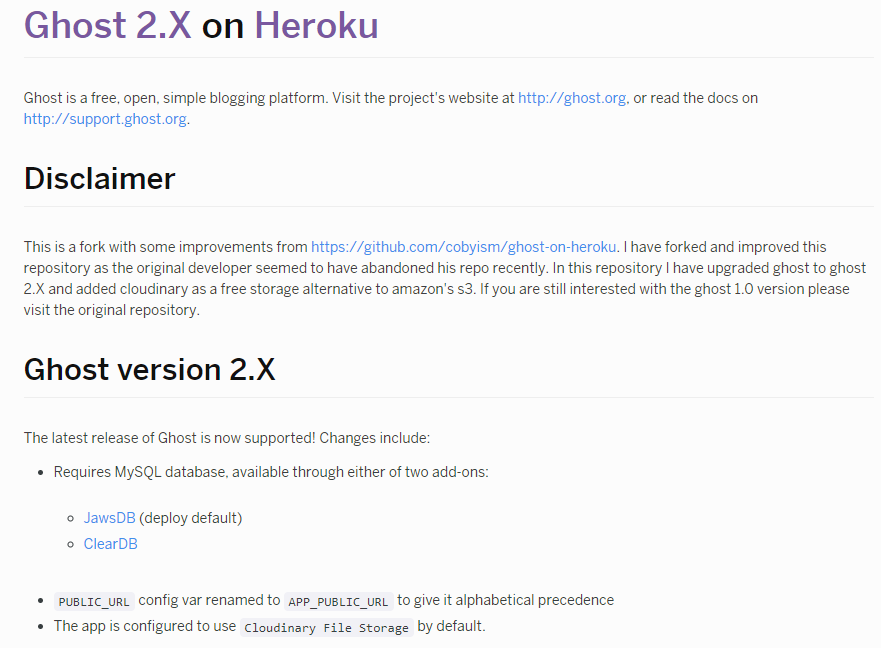 Ghost 2.X on Heroku
Ghost is a free, open, simple blogging platform. Visit the project's website at http://ghost.org, or read the docs on
http://support.ghost.org.
Disclaimer
This is a fork with some improvements from https://github.com/cobyism/ghost-on-heroku. I have forked and improved this
repository as the original developer seemed to have abandoned his repo recently. In this repository I have upgraded ghost to ghost
2.X and added cloudinary as a free storage alternative to amazon's s3. If you are still interested with the ghost 1.0 version please
visit the original repository.
Ghost version 2.X
The latest release of Ghost is now supported! Changes include:
Requires MySQL database, available through either of two add-ons:
JawsDB (deploy default)
ClearDB
PUBLIC_URL config var renamed to APP_PUBLIC_URL to give it alphabetical precedence
The app is configured to use Cloudinary File Storage by default.